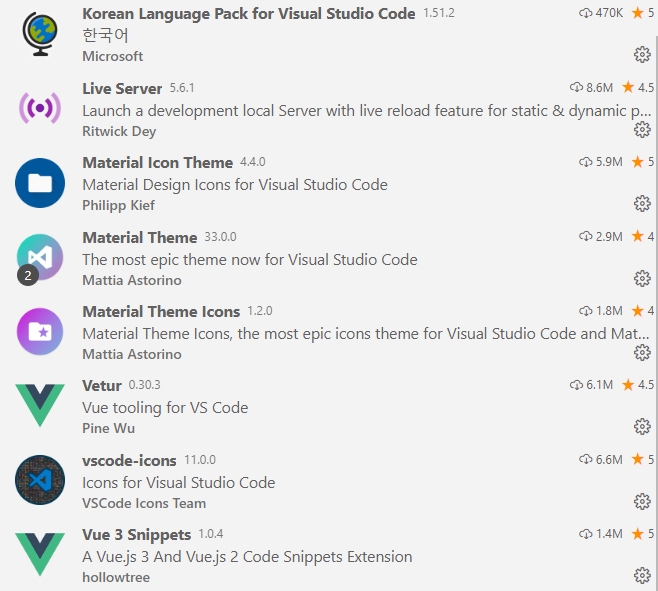 Korean Language Pack for Visual Studio Code 1.51.2 470K 5
한국어
Microsoft
Live Server 5.6.1 8.6M 4.5
Launch a development local Server with live reload feature for static & dynamic p...
Ritwick Dey
Material Icon Theme 4.4.0 5.9M 5
Material Design Icons for Visual Studio Code
Philipp Kief
Material Theme 33.0.0 2.9M 4
The most epic theme now for Visual Studio Code
2
Mattia Astorino
Material Theme Icons 1.2.0 1.8M 4
Material Theme Icons, the most epic icons theme for Visual Studio Code and Mat...
Mattia Astorino
Vetur 0.30.3 6.1M 4.5
Vue tooling for VS Code
Pine Wu
vscode-icons 11.0.0 6.6M 5
Icons for Visual Studio Code
VSCode Icons Team
Vue 3 Snippets 1.0.4 1.4M 5
A Vue.js 3 And Vue.js 2 Code Snippets Extension
hollowtree